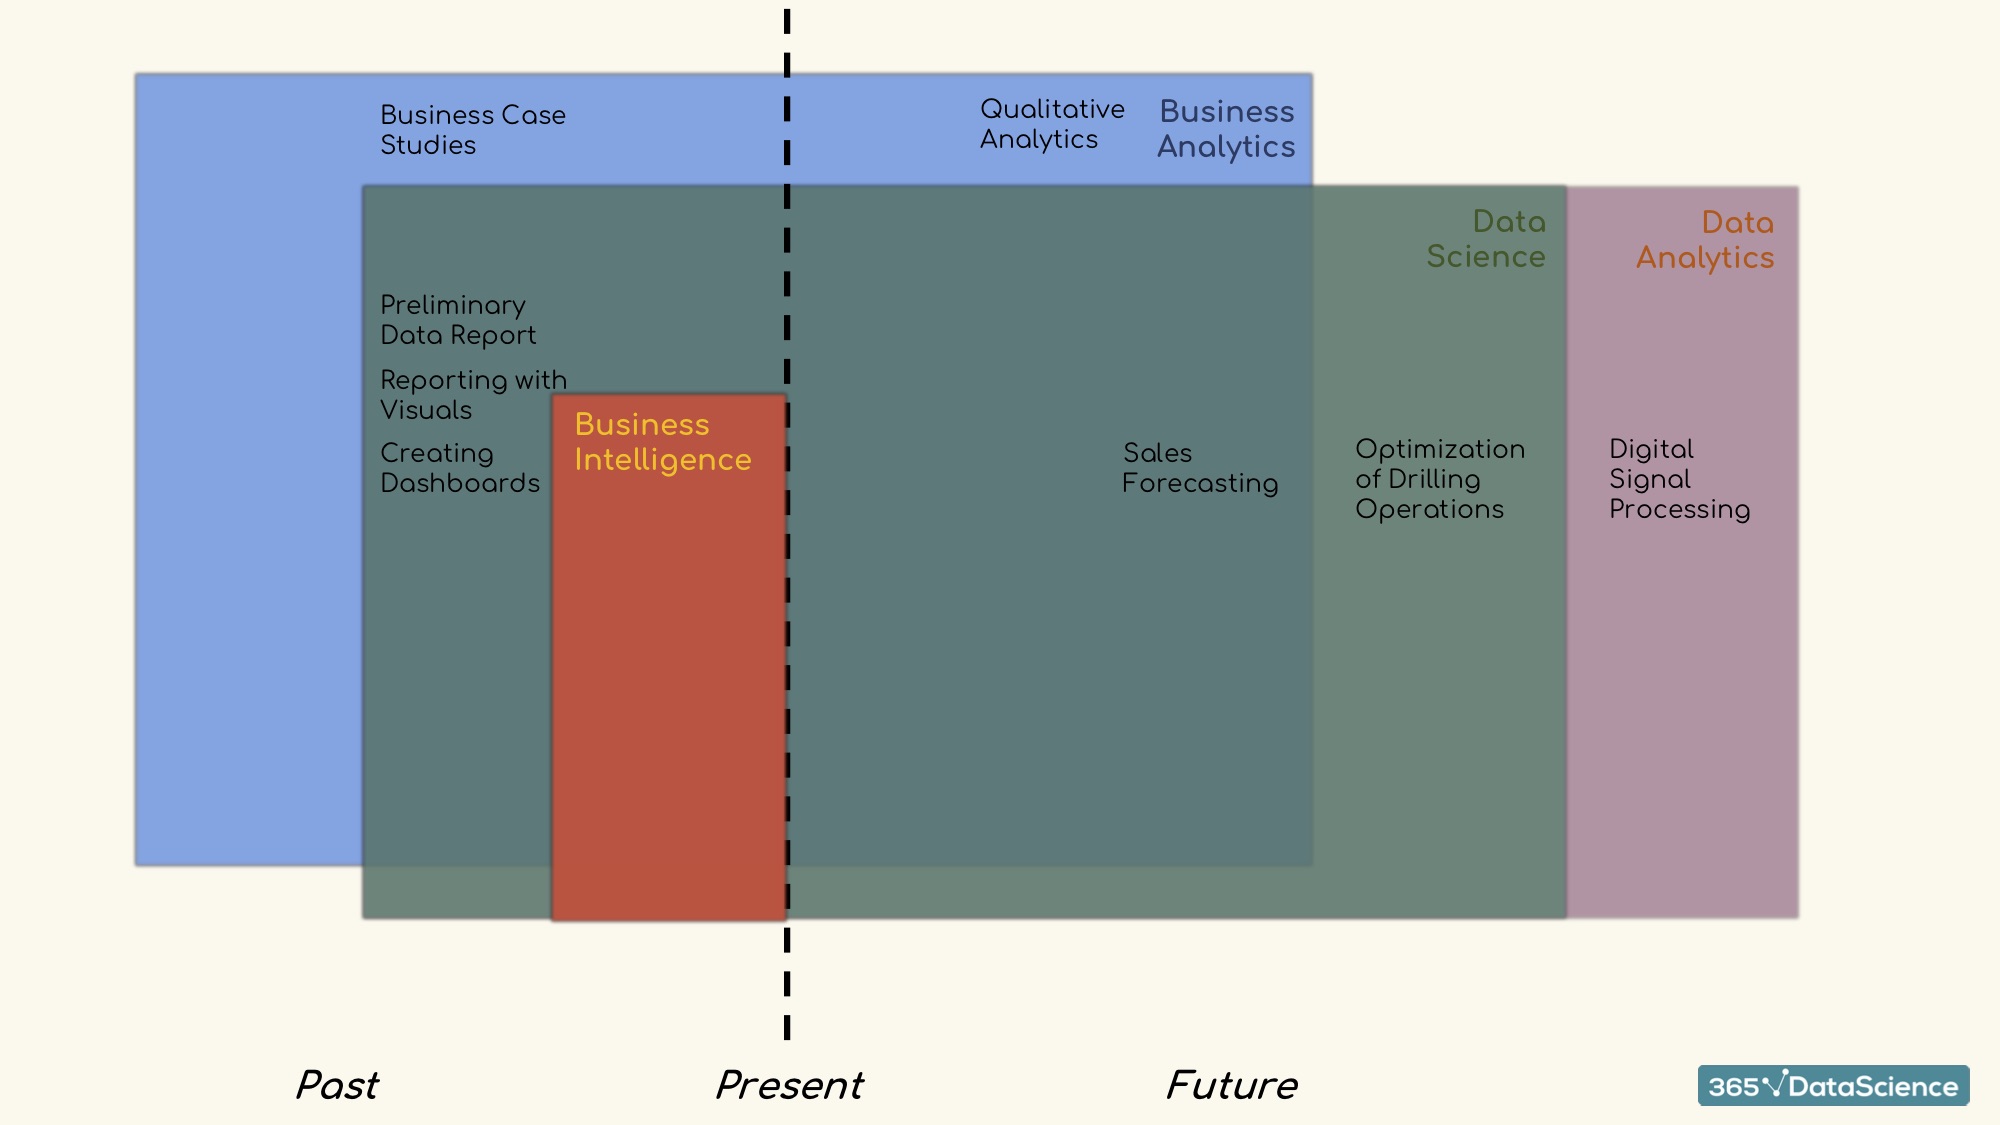 Business Case
Studies
Qualitative
Analytics
Business
Analytics
Data
Science
Data
Analytics
Preliminary
Data Report
Reporting with
Visuals
Creating
Dashboards
Business
Intelligence
Sales
Forecasting
Optimization
of Drilling
Operations
Digital
Signal
Processing
Past
Present
Future
365 DataScience